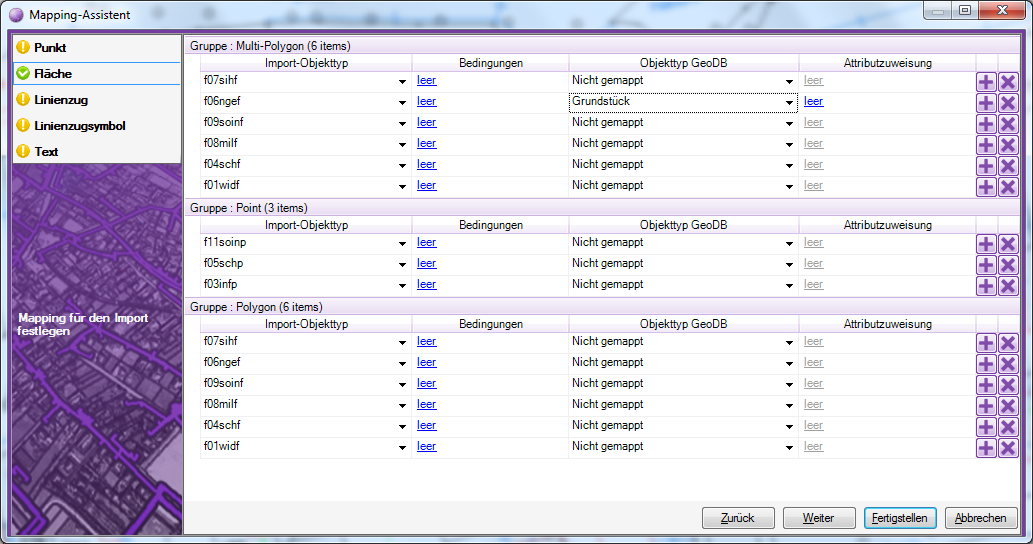 Mapping-Assistent
Punkt
Fläche
Linienzug
Linienzugsymbol
Text
Mapping für den Import
festlegen
Gruppe : Multi-Polygon (6 items)
Import-Objekttyp Bedingungen Objekttyp GeoDB Attributzuweisung
f07sihf leer Nicht gemappt leer
f06ngef leer Grundstück leer
f09soinf leer Nicht gemappt leer
f08milf leer Nicht gemappt leer
f04schf leer Nicht gemappt leer
f01widf leer Nicht gemappt leer
Gruppe : Point (3 items)
Import-Objekttyp Bedingungen Objekttyp GeoDB Attributzuweisung
f11soinp leer Nicht gemappt leer
f05schp leer Nicht gemappt leer
f03infp leer Nicht gemappt leer
Gruppe : Polygon (6 items)
Import-Objekttyp Bedingungen Objekttyp GeoDB Attributzuweisung
f07sihf leer Nicht gemappt leer
f06ngef leer Nicht gemappt leer
f09soinf leer Nicht gemappt leer
f08milf leer Nicht gemappt leer
f04schf leer Nicht gemappt leer
f01widf leer Nicht gemappt leer
Zurück Weiter Fertigstellen Abbrechen